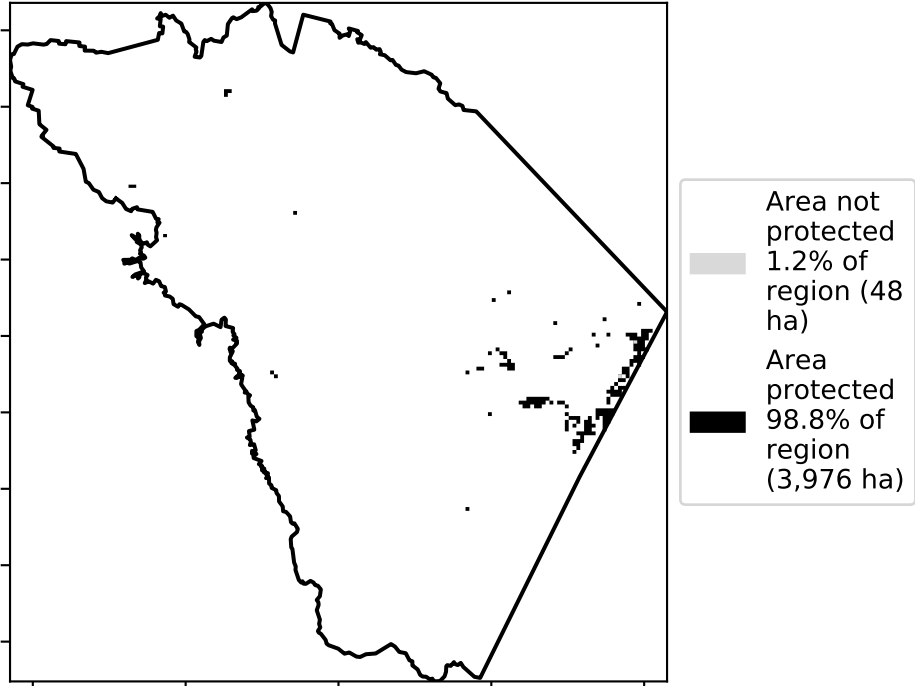 Area not
protected
1.2% of
region (48
ha)
Area
protected
98.8% of
region
(3,976 ha)